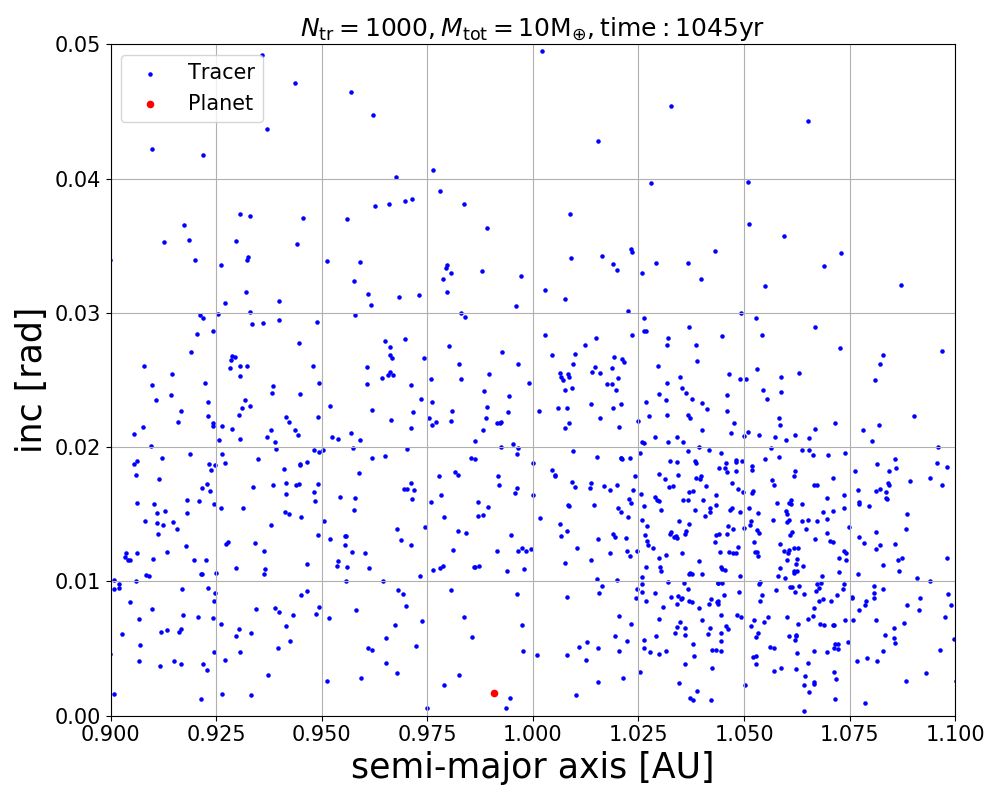 N_tr = 1000, M_tot = 10M_⊕, time : 1045yr
Tracer
Planet
0.05
0.04
0.03
0.02
0.01
0.00
inc [rad]
0.900 0.925 0.950 0.975 1.000 1.025 1.050 1.075 1.100
semi-major axis [AU]